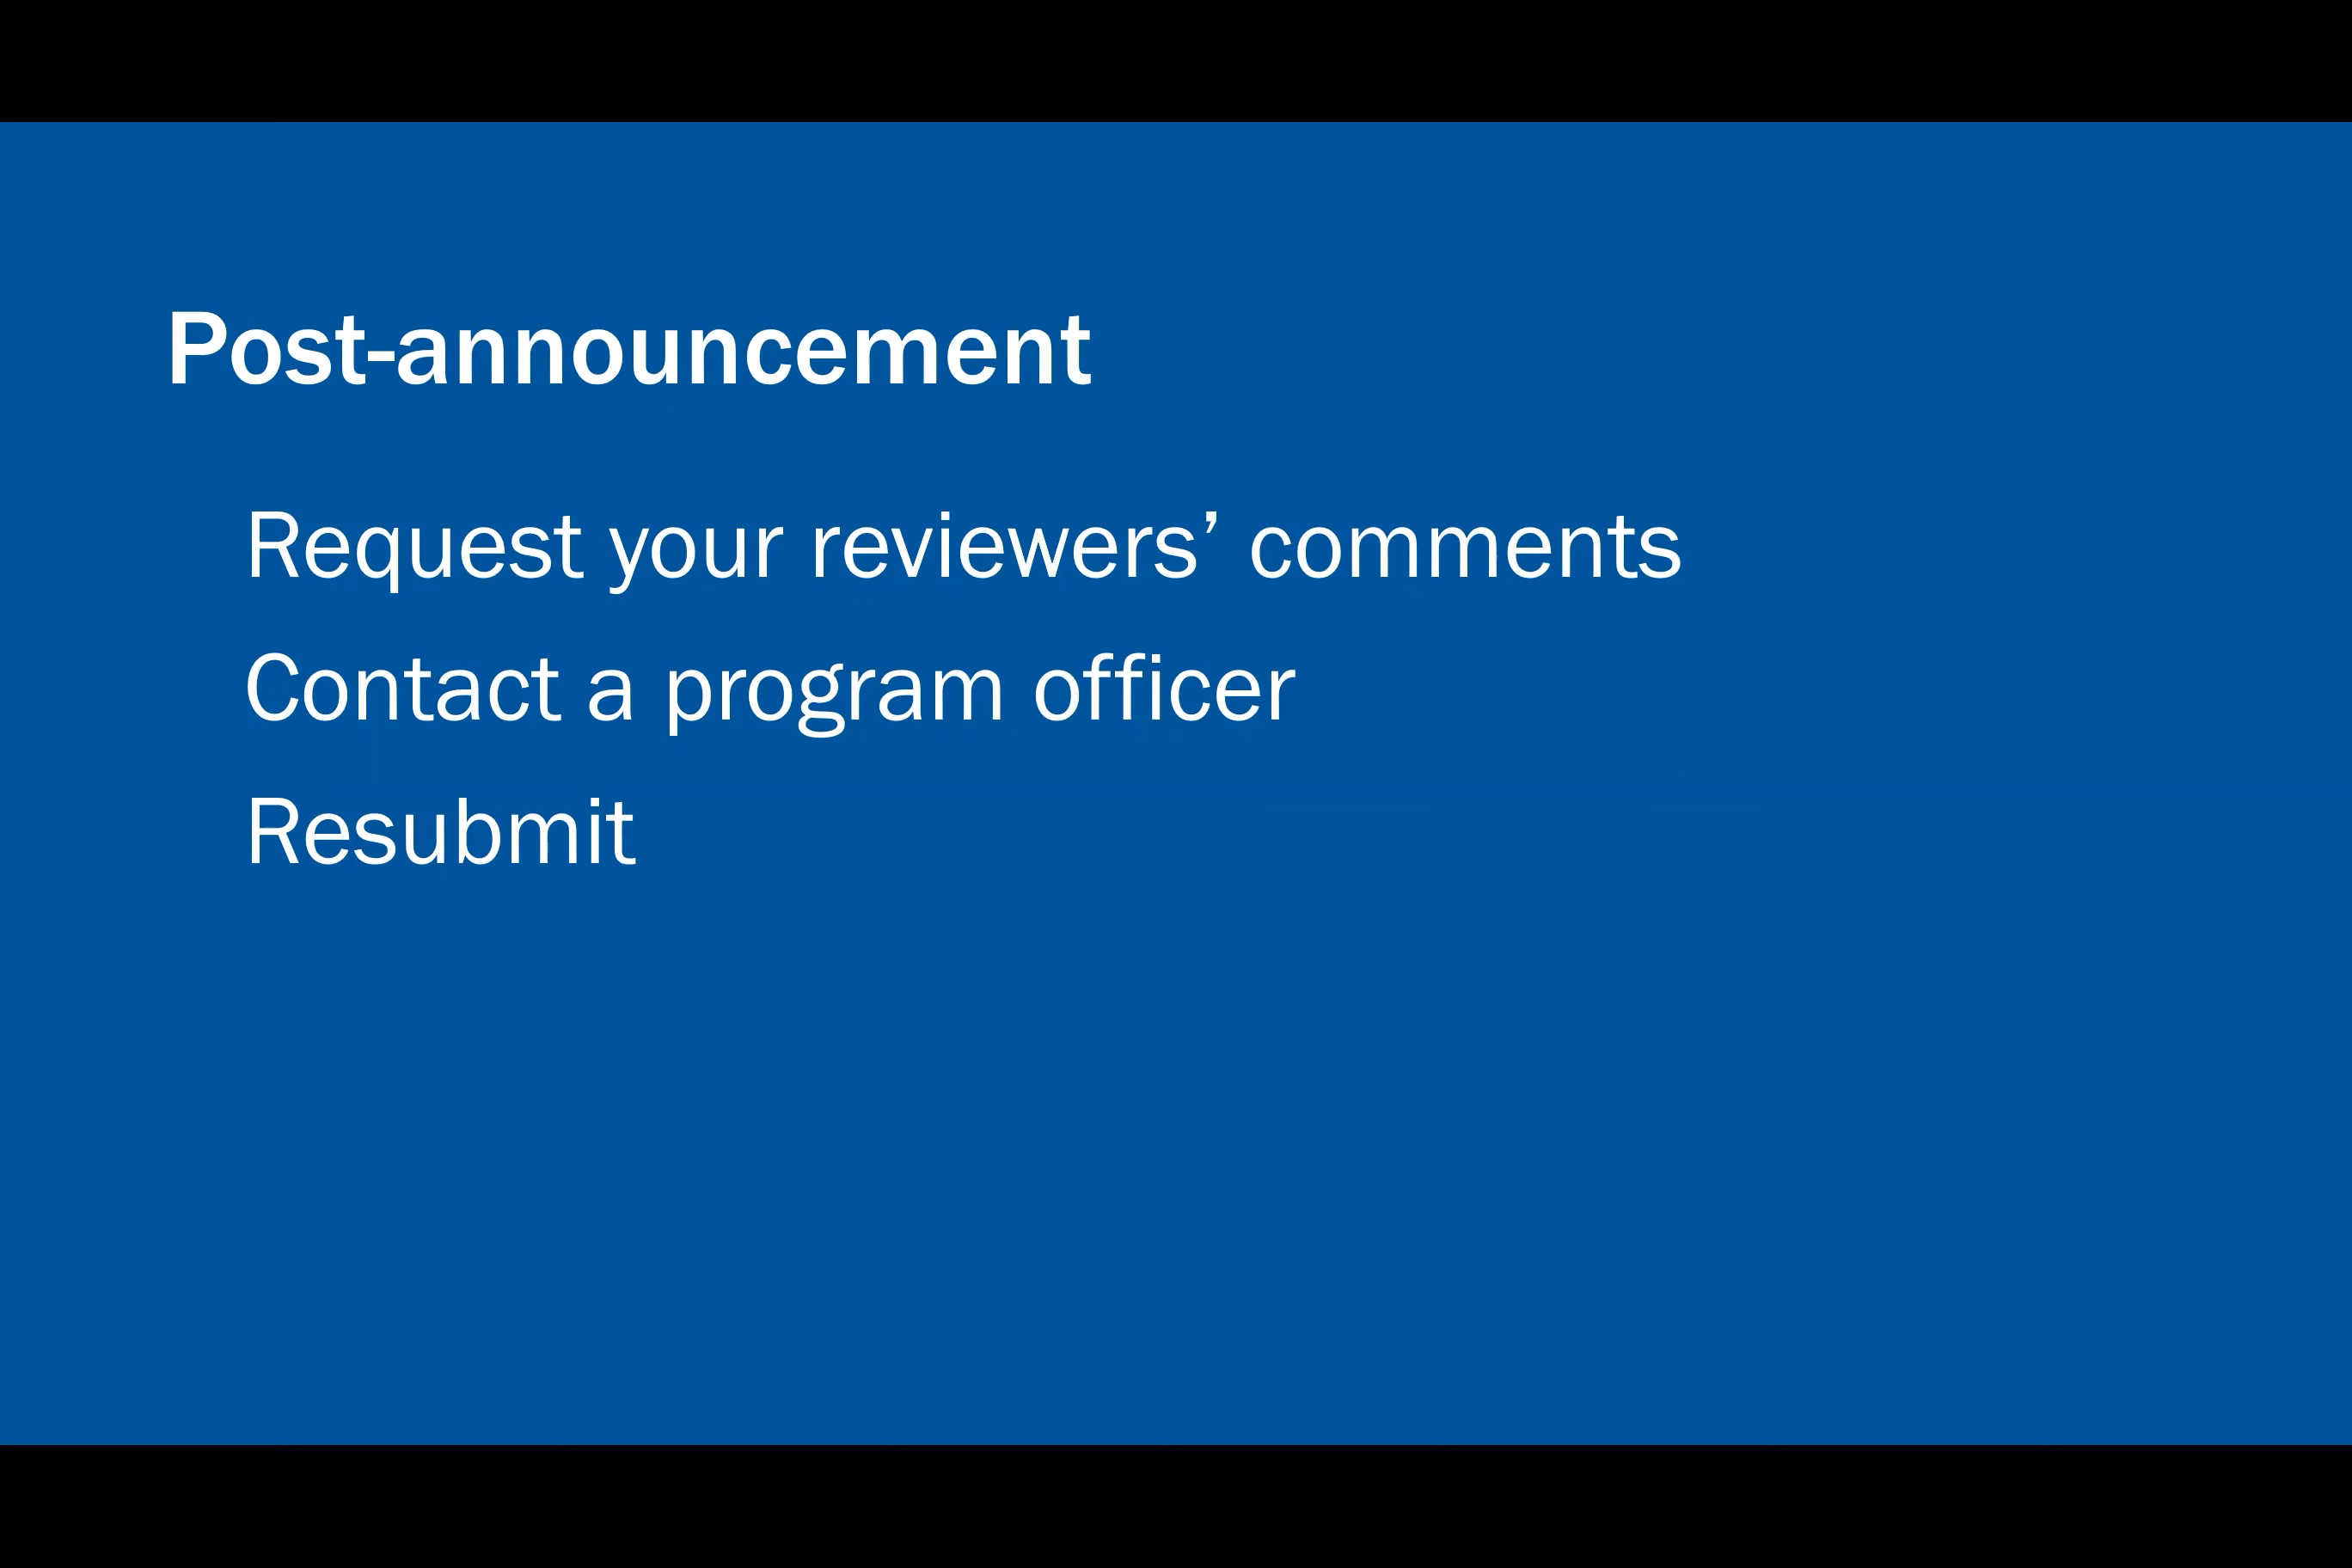 Post-announcement
Request your reviewers’ comments
Contact a program officer
Resubmit